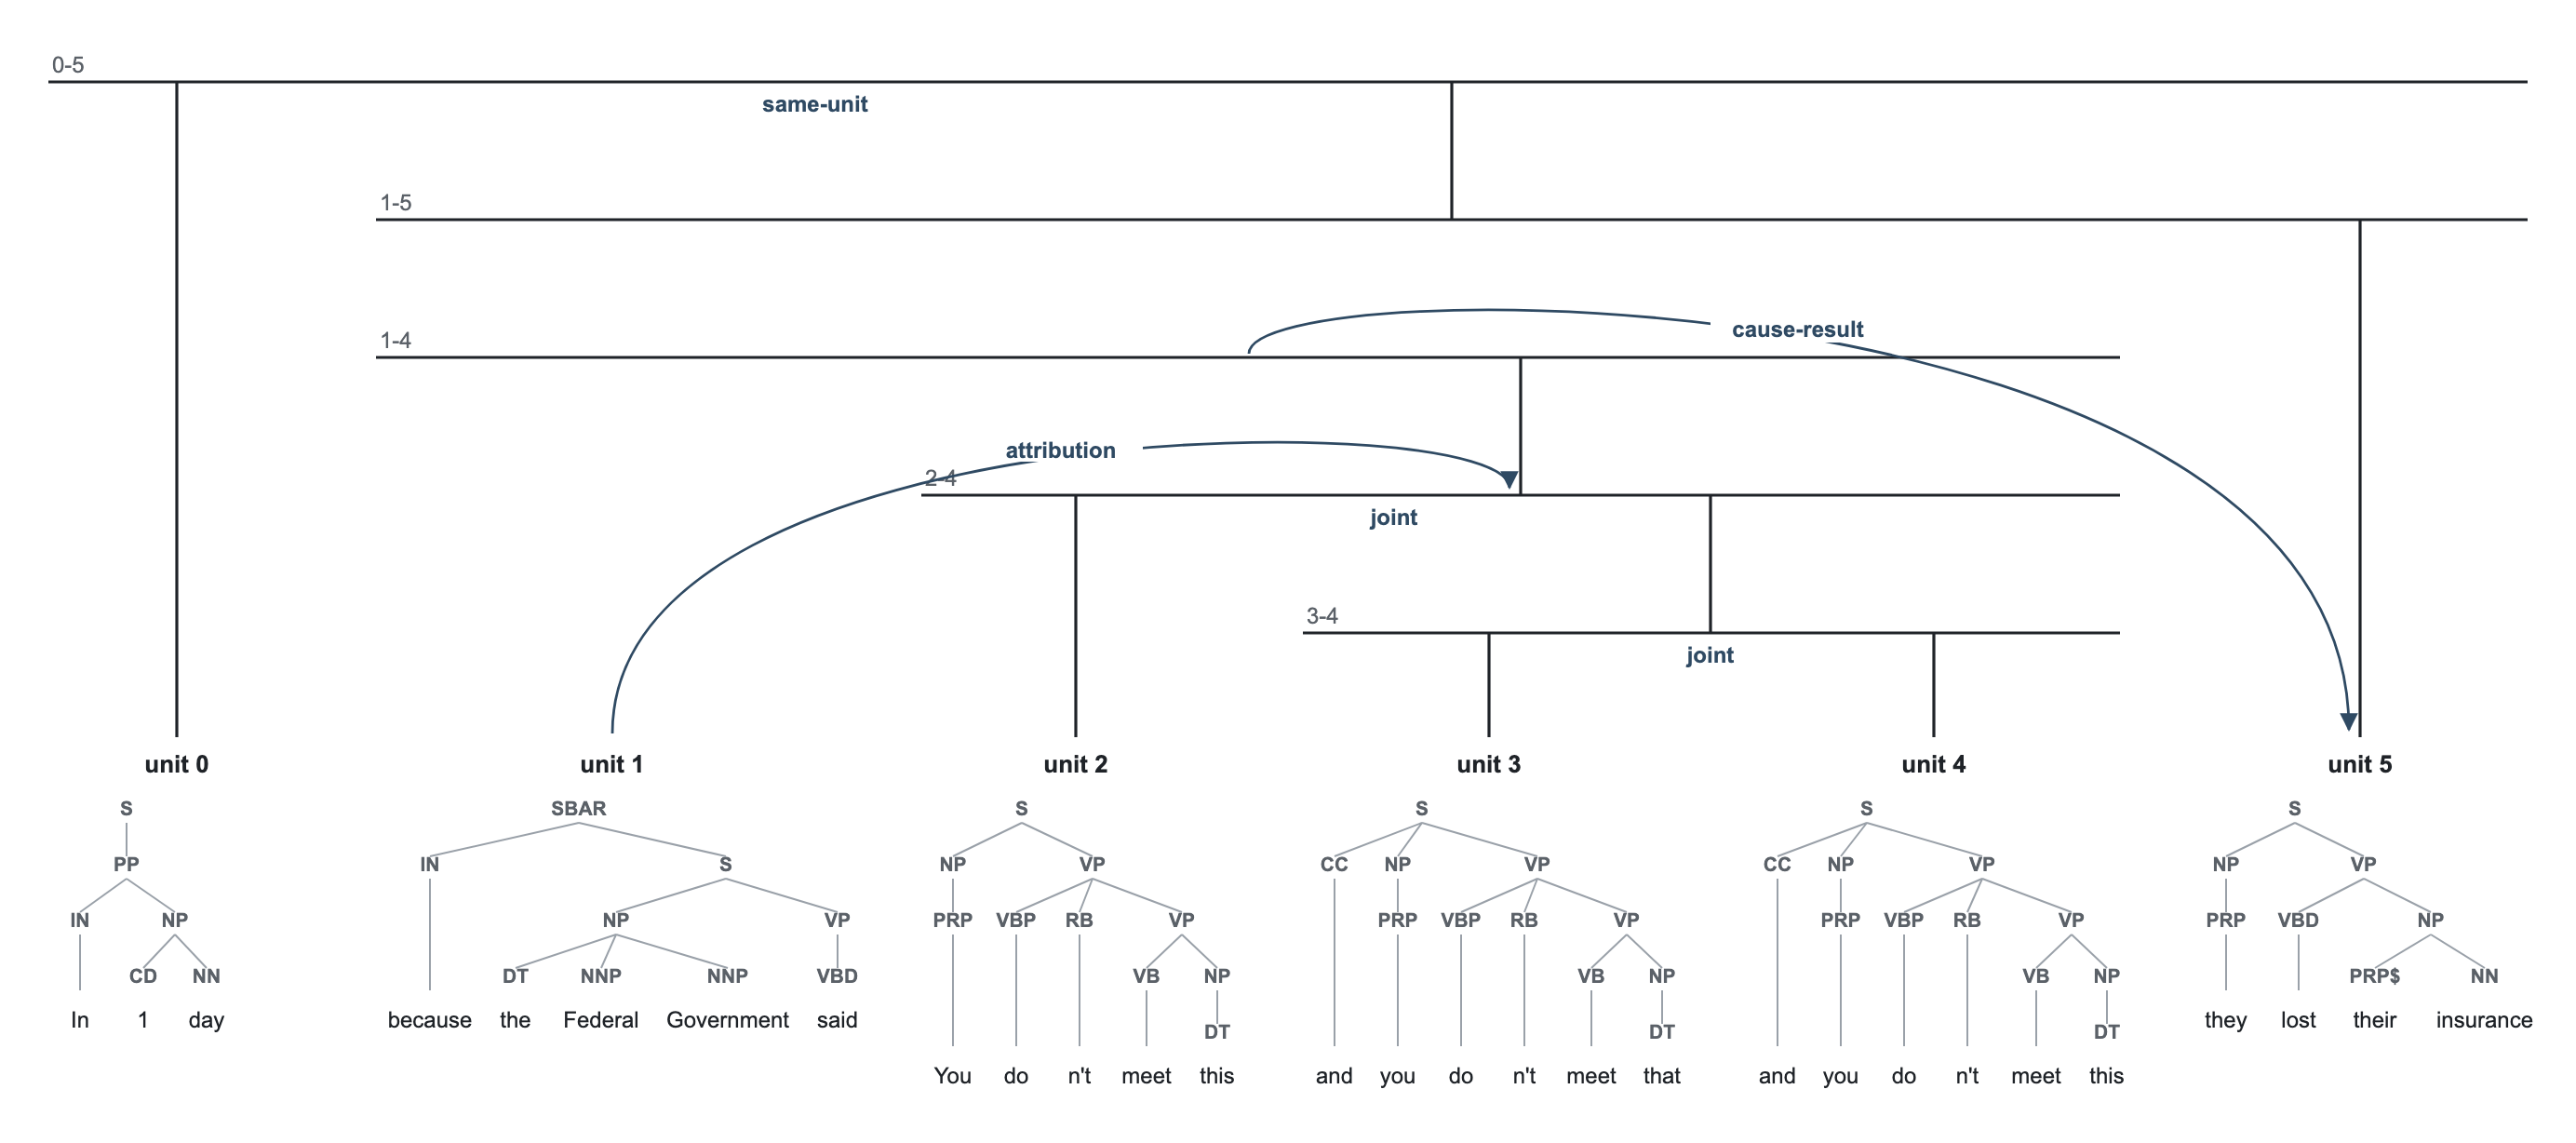 0-5
same-unit
1-5
cause-result
1-4
attribution
2-4
joint
3-4
joint
unit 0 unit 1 unit 2 unit 3 unit 4 unit 5
S SBAR S S S S
PP IN S NP VP CC NP VP CC NP VP NP VP
IN NP NP VP PRP VBP RB VP PRP VBP RB VP PRP VBP RB VP PRP VBD NP
CD NN DT NNP NNP VBD VB NP VB NP VB NP PRP$ NN
In 1 day because the Federal Government said they lost their insurance
DT DT DT
You do n't meet this and you do n't meet that and you do n't meet this